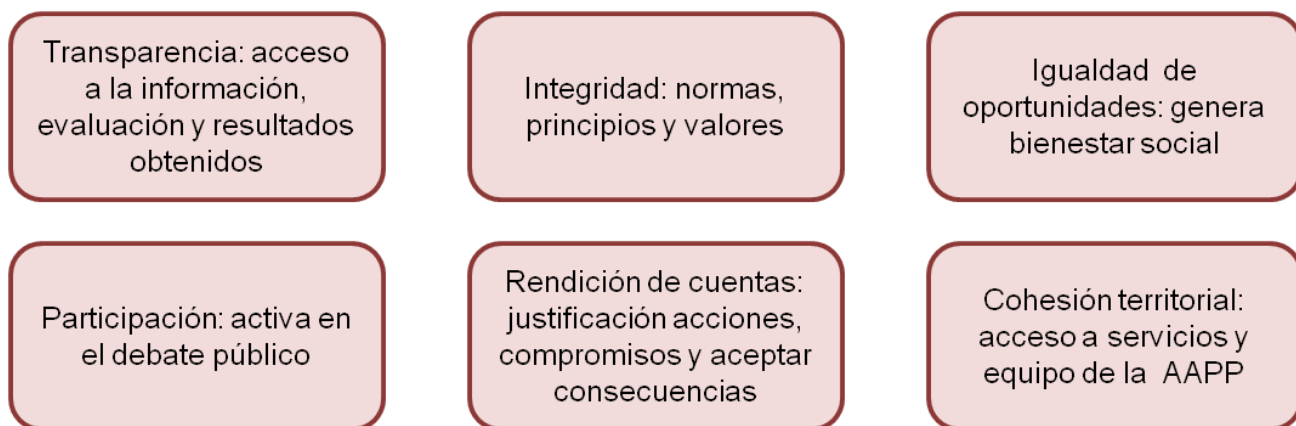 Transparencia: acceso
a la información,
evaluación y resultados
obtenidos
Integridad: normas,
principios y valores
Igualdad de
oportunidades: genera
bienestar social
Participación: activa en
el debate público
Rendición de cuentas:
justificación acciones,
compromisos y aceptar
consecuencias
Cohesión territorial:
acceso a servicios y
equipo de la AAPP